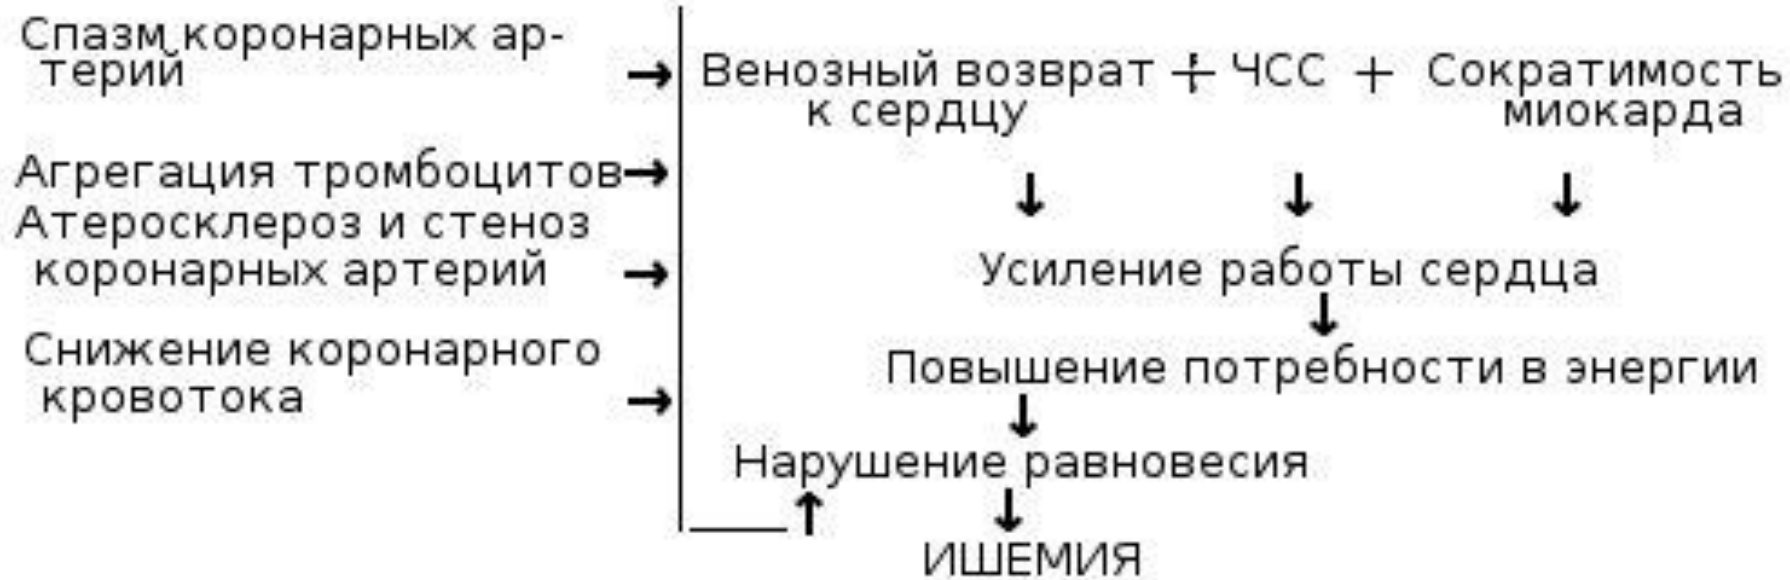 Спазм коронарных ар-
терий
Венозный возврат + ЧСС + Сократимость
к сердцу
миокарда
Агрегация тромбоцитов
Атеросклероз и стеноз
коронарных артерий
Усиление работы сердца
Снижение коронарного
кровотока
Повышение потребности в энергии
Нарушение равновесия
ИШЕМИЯ